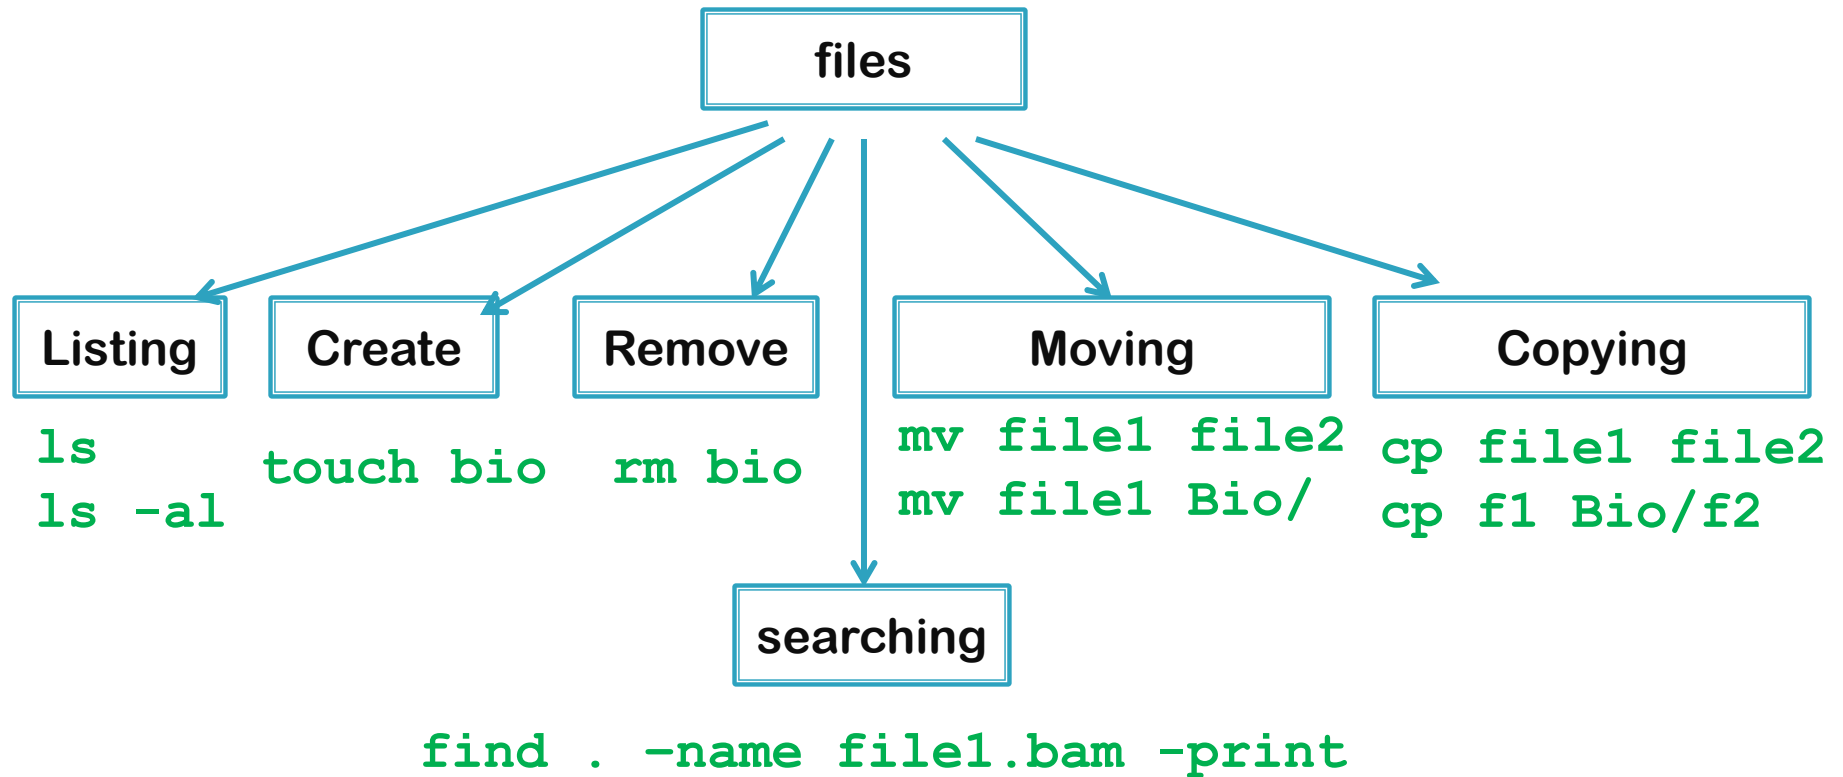 files
Listing
Create
Remove
Moving
Copying
ls
ls -al
touch bio
rm bio
mv file1 file2
mv file1 Bio/
cp file1 file2
cp f1 Bio/f2
searching
find . –name file1.bam -print